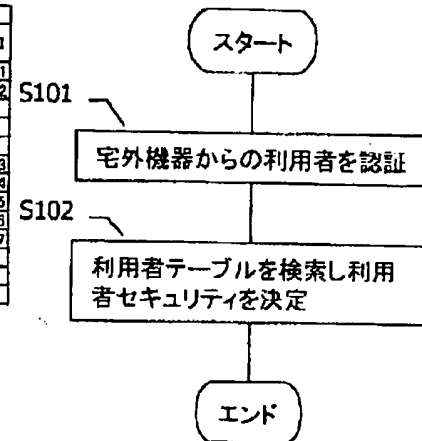 スタート
S101
宅外機器からの利用者を認証
S102
利用者テーブルを検索し利用
者セキュリティを決定
エンド